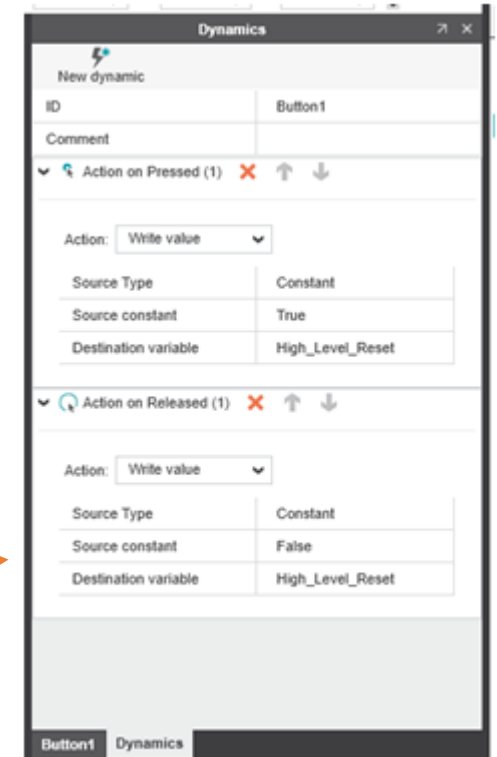 Dynamics
New dynamic
ID Button1
Comment
Action on Pressed (1)
Action: Write value
Source Type Constant
Source constant True
Destination variable High_Level_Reset
Action on Released (1)
Action: Write value
Source Type Constant
Source constant False
Destination variable High_Level_Reset
Button1 Dynamics